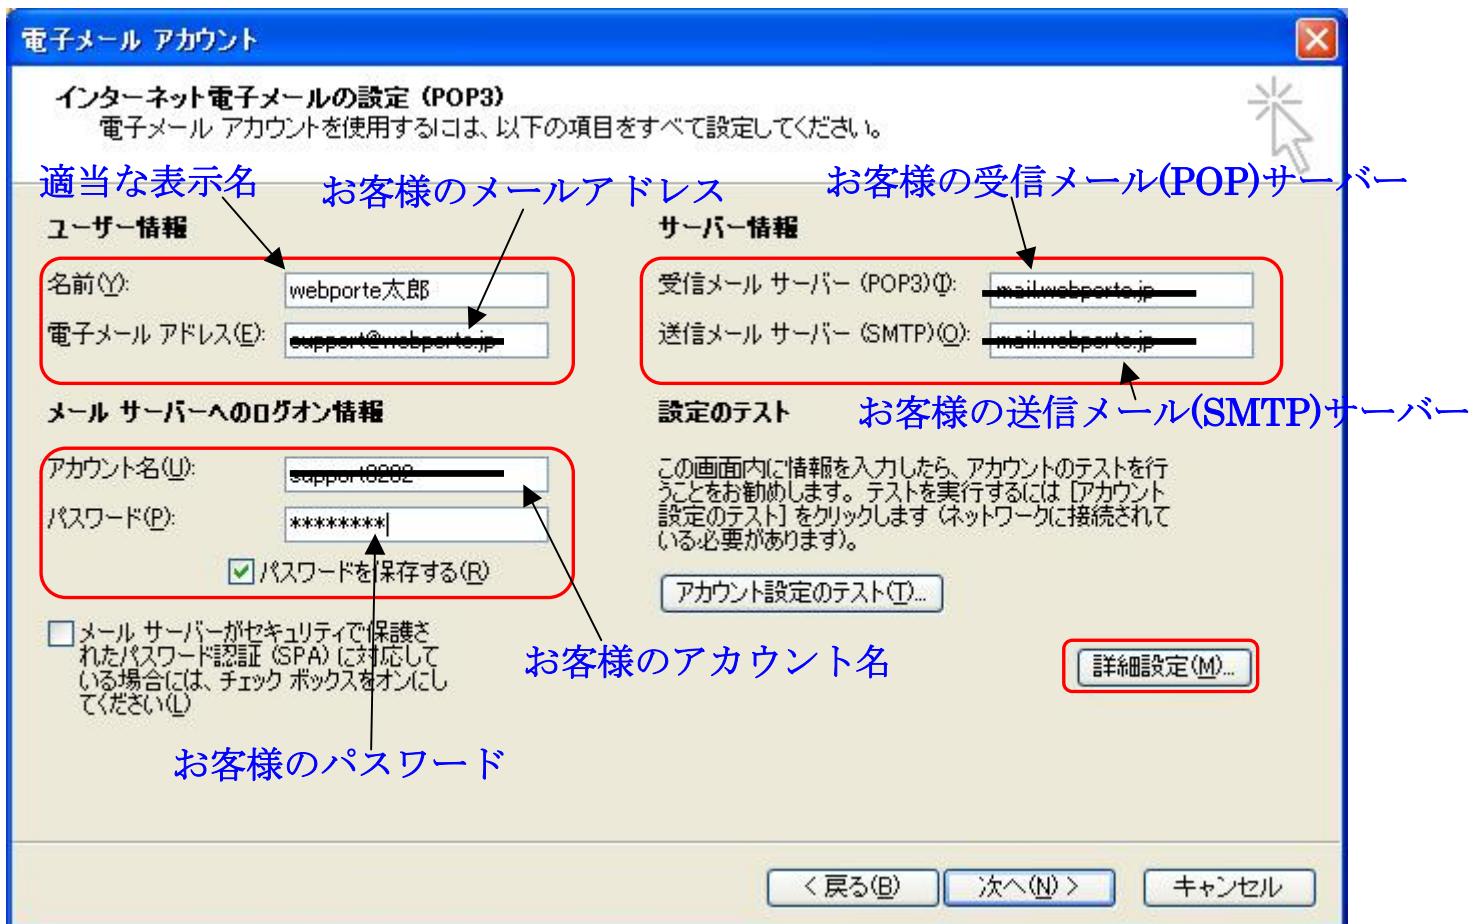 電子メール アカウント
インターネット電子メールの設定 (POP3)
電子メール アカウントを使用するには、以下の項目をすべて設定してください。
適当な表示名
お客様のメールアドレス
お客様の受信メール(POP)サーバー
ユーザー情報
名前(Y):
webporte太郎
電子メール アドレス(E):
support@webporte.jp
サーバー情報
受信メール サーバー (POP3)(I):
mail.webporte.jp
送信メール サーバー (SMTP)(O):
mail.webporte.jp
お客様の送信メール(SMTP)サーバー
メール サーバーへのログオン情報
アカウント名(U):
パスワード(P):
********
パスワードを保存する(R)
メール サーバーがセキュリティで保護さ
れたパスワード認証 (SPA) に対応して
いる場合には、チェック ボックスをオンにし
てください(L)
お客様のアカウント名
お客様のパスワード
設定のテスト
この画面内に情報を入力したら、アカウントのテストを行
うことをお勧めします。テストを実行するには [アカウント
設定のテスト] をクリックします (ネットワークに接続されて
いる必要があります)。
アカウント設定のテスト(T)...
詳細設定(M)...
< 戻る(B)
次へ(N) >
キャンセル